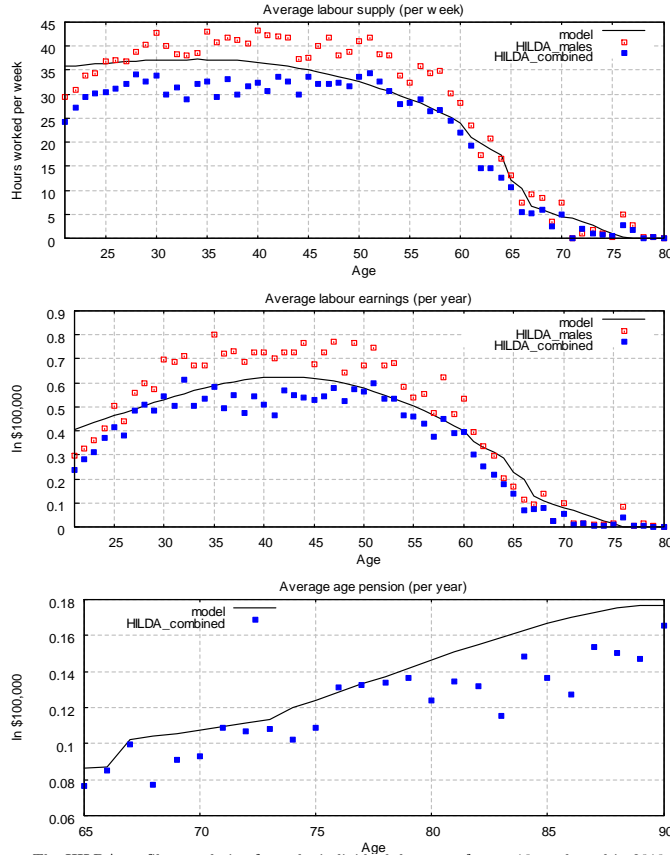 Average labour supply (per week)
45
40
35
30
25
20
15
10
5
0
Hours worked per week
model
HILDA_males
HILDA_combined
25 30 35 40 45 50 55 60 65 70 75 80
Age
Average labour earnings (per year)
0.9
0.8
0.7
0.6
0.5
0.4
0.3
0.2
0.1
0
In $100,000
model
HILDA_males
HILDA_combined
25 30 35 40 45 50 55 60 65 70 75 80
Age
Average age pension (per year)
0.18
0.16
0.14
0.12
0.1
0.08
0.06
In $100,000
model
HILDA_combined
65 70 75 80 85 90
Age